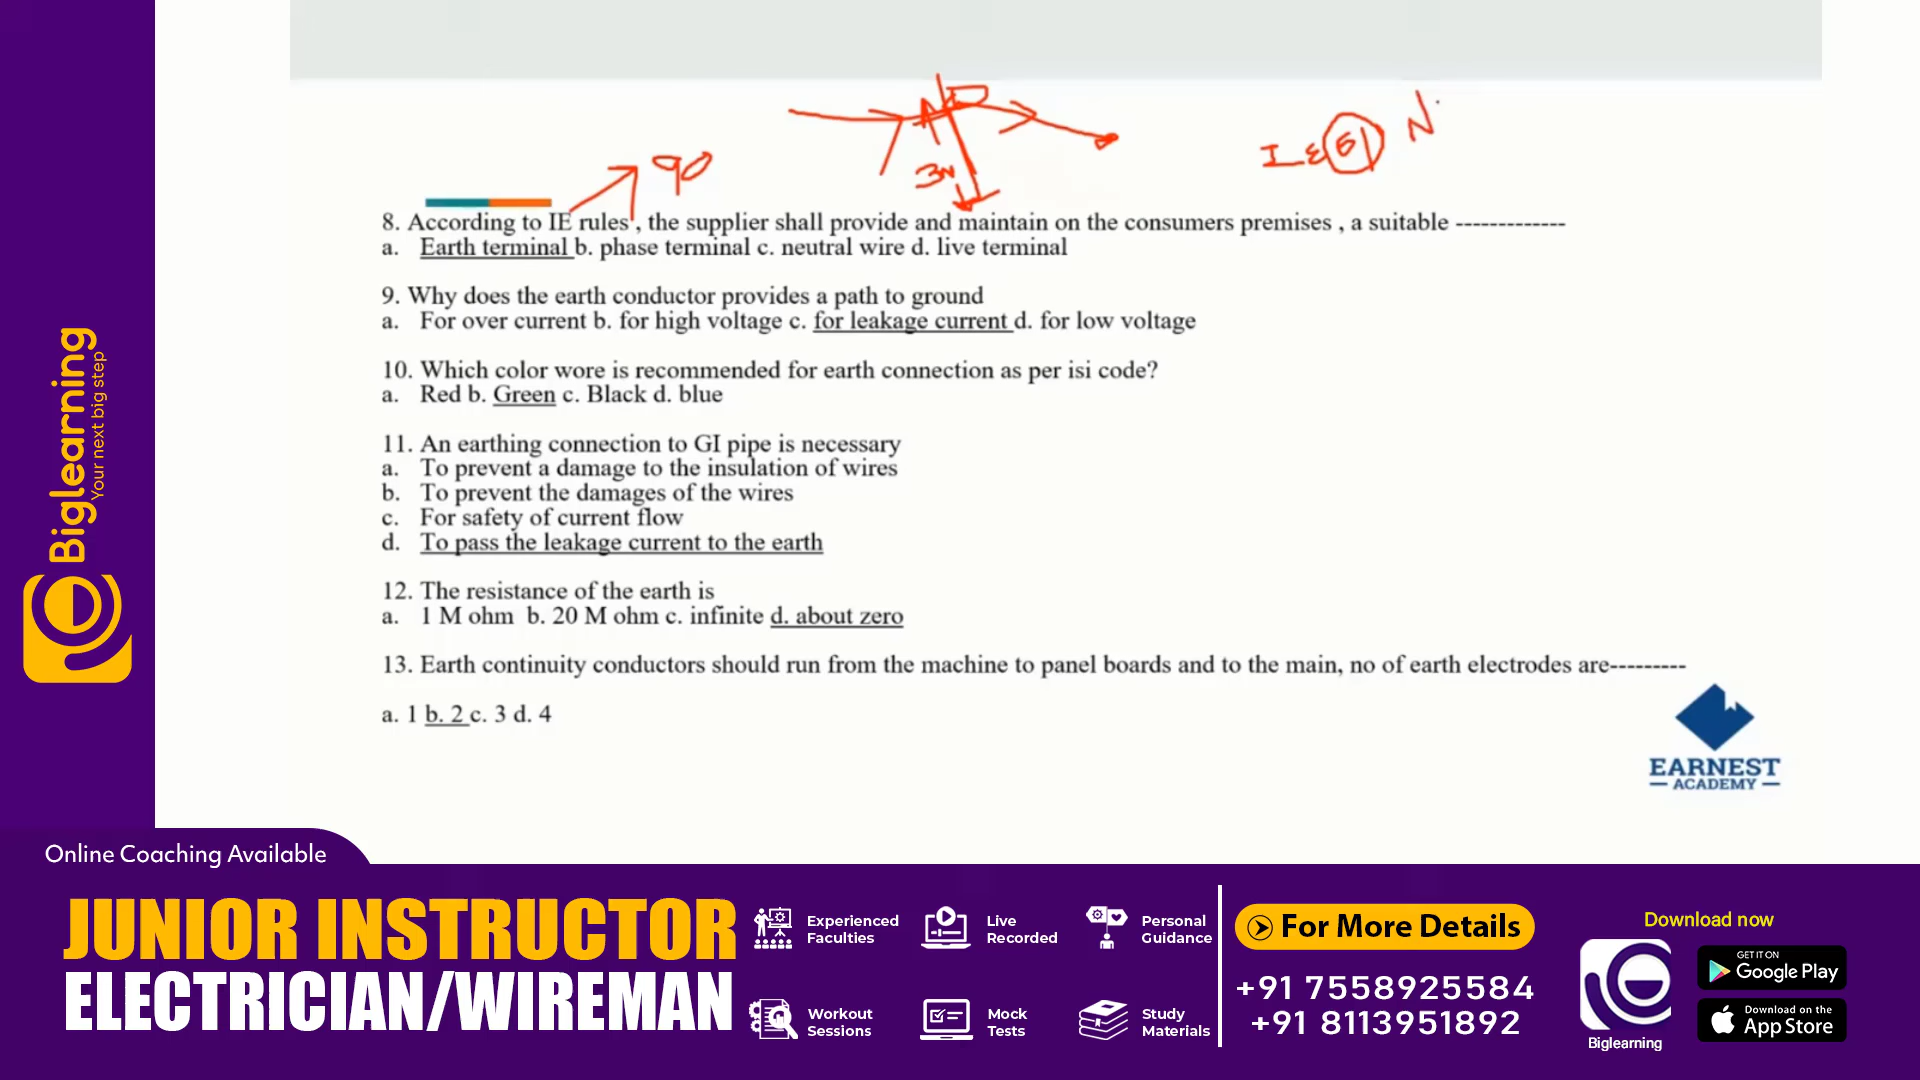 90
3N
N
8. According to IE rules , the supplier shall provide and maintain on the consumers premises , a suitable -------------
a. Earth terminal b. phase terminal c. neutral wire d. live terminal
9. Why does the earth conductor provides a path to ground
a. For over current b. for high voltage c. for leakage current d. for low voltage
10. Which color wore is recommended for earth connection as per isi code?
a. Red b. Green c. Black d. blue
11. An earthing connection to GI pipe is necessary
a. To prevent a damage to the insulation of wires
b. To prevent the damages of the wires
c. For safety of current flow
d. To pass the leakage current to the earth
12. The resistance of the earth is
a. 1 M ohm b. 20 M ohm c. infinite d. about zero
13. Earth continuity conductors should run from the machine to panel boards and to the main, no of earth electrodes are---------
a. 1 b. 2 c. 3 d. 4
EARNEST
ACADEMY
Biglearning
Your next big step
Online Coaching Available
JUNIOR INSTRUCTOR
ELECTRICIAN/WIREMAN
Experienced
Faculties
Live
Recorded
Personal
Guidance
Workout
Sessions
Mock
Tests
Study
Materials
For More Details
+91 7558925584
+91 8113951892
Download now
Biglearning
GET IT ON
Google Play
Download on the
App Store